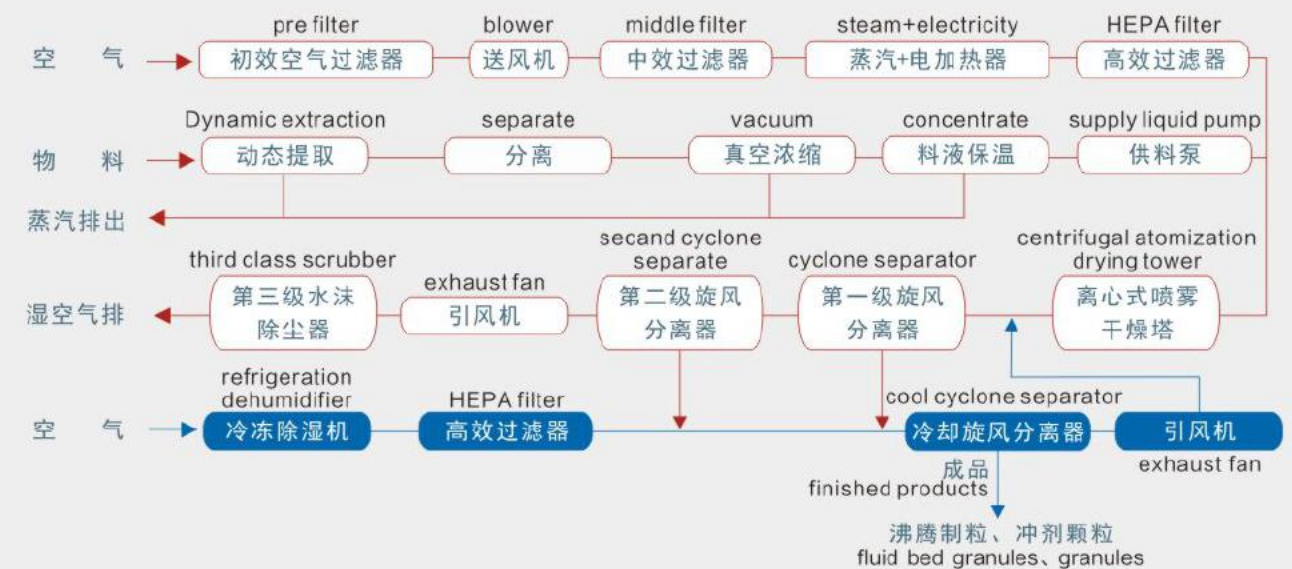 pre filter
blower
middle filter
steam+electricity
HEPA filter
空 气
初效空气过滤器
送风机
中效过滤器
蒸汽+电加热器
高效过滤器
Dynamic extraction
separate
vacuum
concentrate
supply liquid pump
物 料
动态提取
分离
真空浓缩
料液保温
供料泵
蒸汽排出
third class scrubber
exhaust fan
secand cyclone
separate
cyclone separator
centrifugal atomization
drying tower
湿空气排
第三级水沫
除尘器
引风机
第二级旋风
分离器
第一级旋风
分离器
离心式喷雾
干燥塔
refrigeration
dehumidifier
HEPA filter
cool cyclone separator
空 气
冷冻除湿机
高效过滤器
冷却旋风分离器
引风机
exhaust fan
成品
finished products
沸腾制粒、冲剂颗粒
fluid bed granules、granules